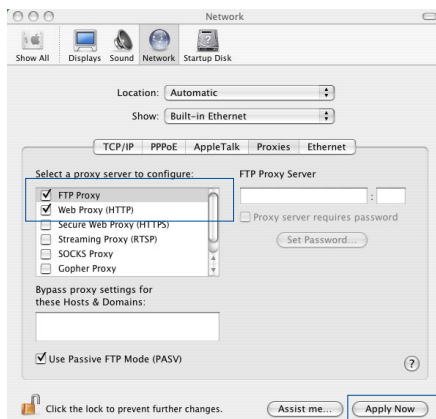 Network
Show All Displays Sound Network Startup Disk
Location: Automatic
Show: Built-in Ethernet
TCP/IP PPPoE AppleTalk Proxies Ethernet
Select a proxy server to configure:
FTP Proxy
Web Proxy (HTTP)
Secure Web Proxy (HTTPS)
Streaming Proxy (RTSP)
SOCKS Proxy
Gopher Proxy
FTP Proxy Server
:
Proxy server requires password
Set Password...
Bypass proxy settings for
these Hosts & Domains:
Use Passive FTP Mode (PASV)
?
Click the lock to prevent further changes.
Assist me... Apply Now